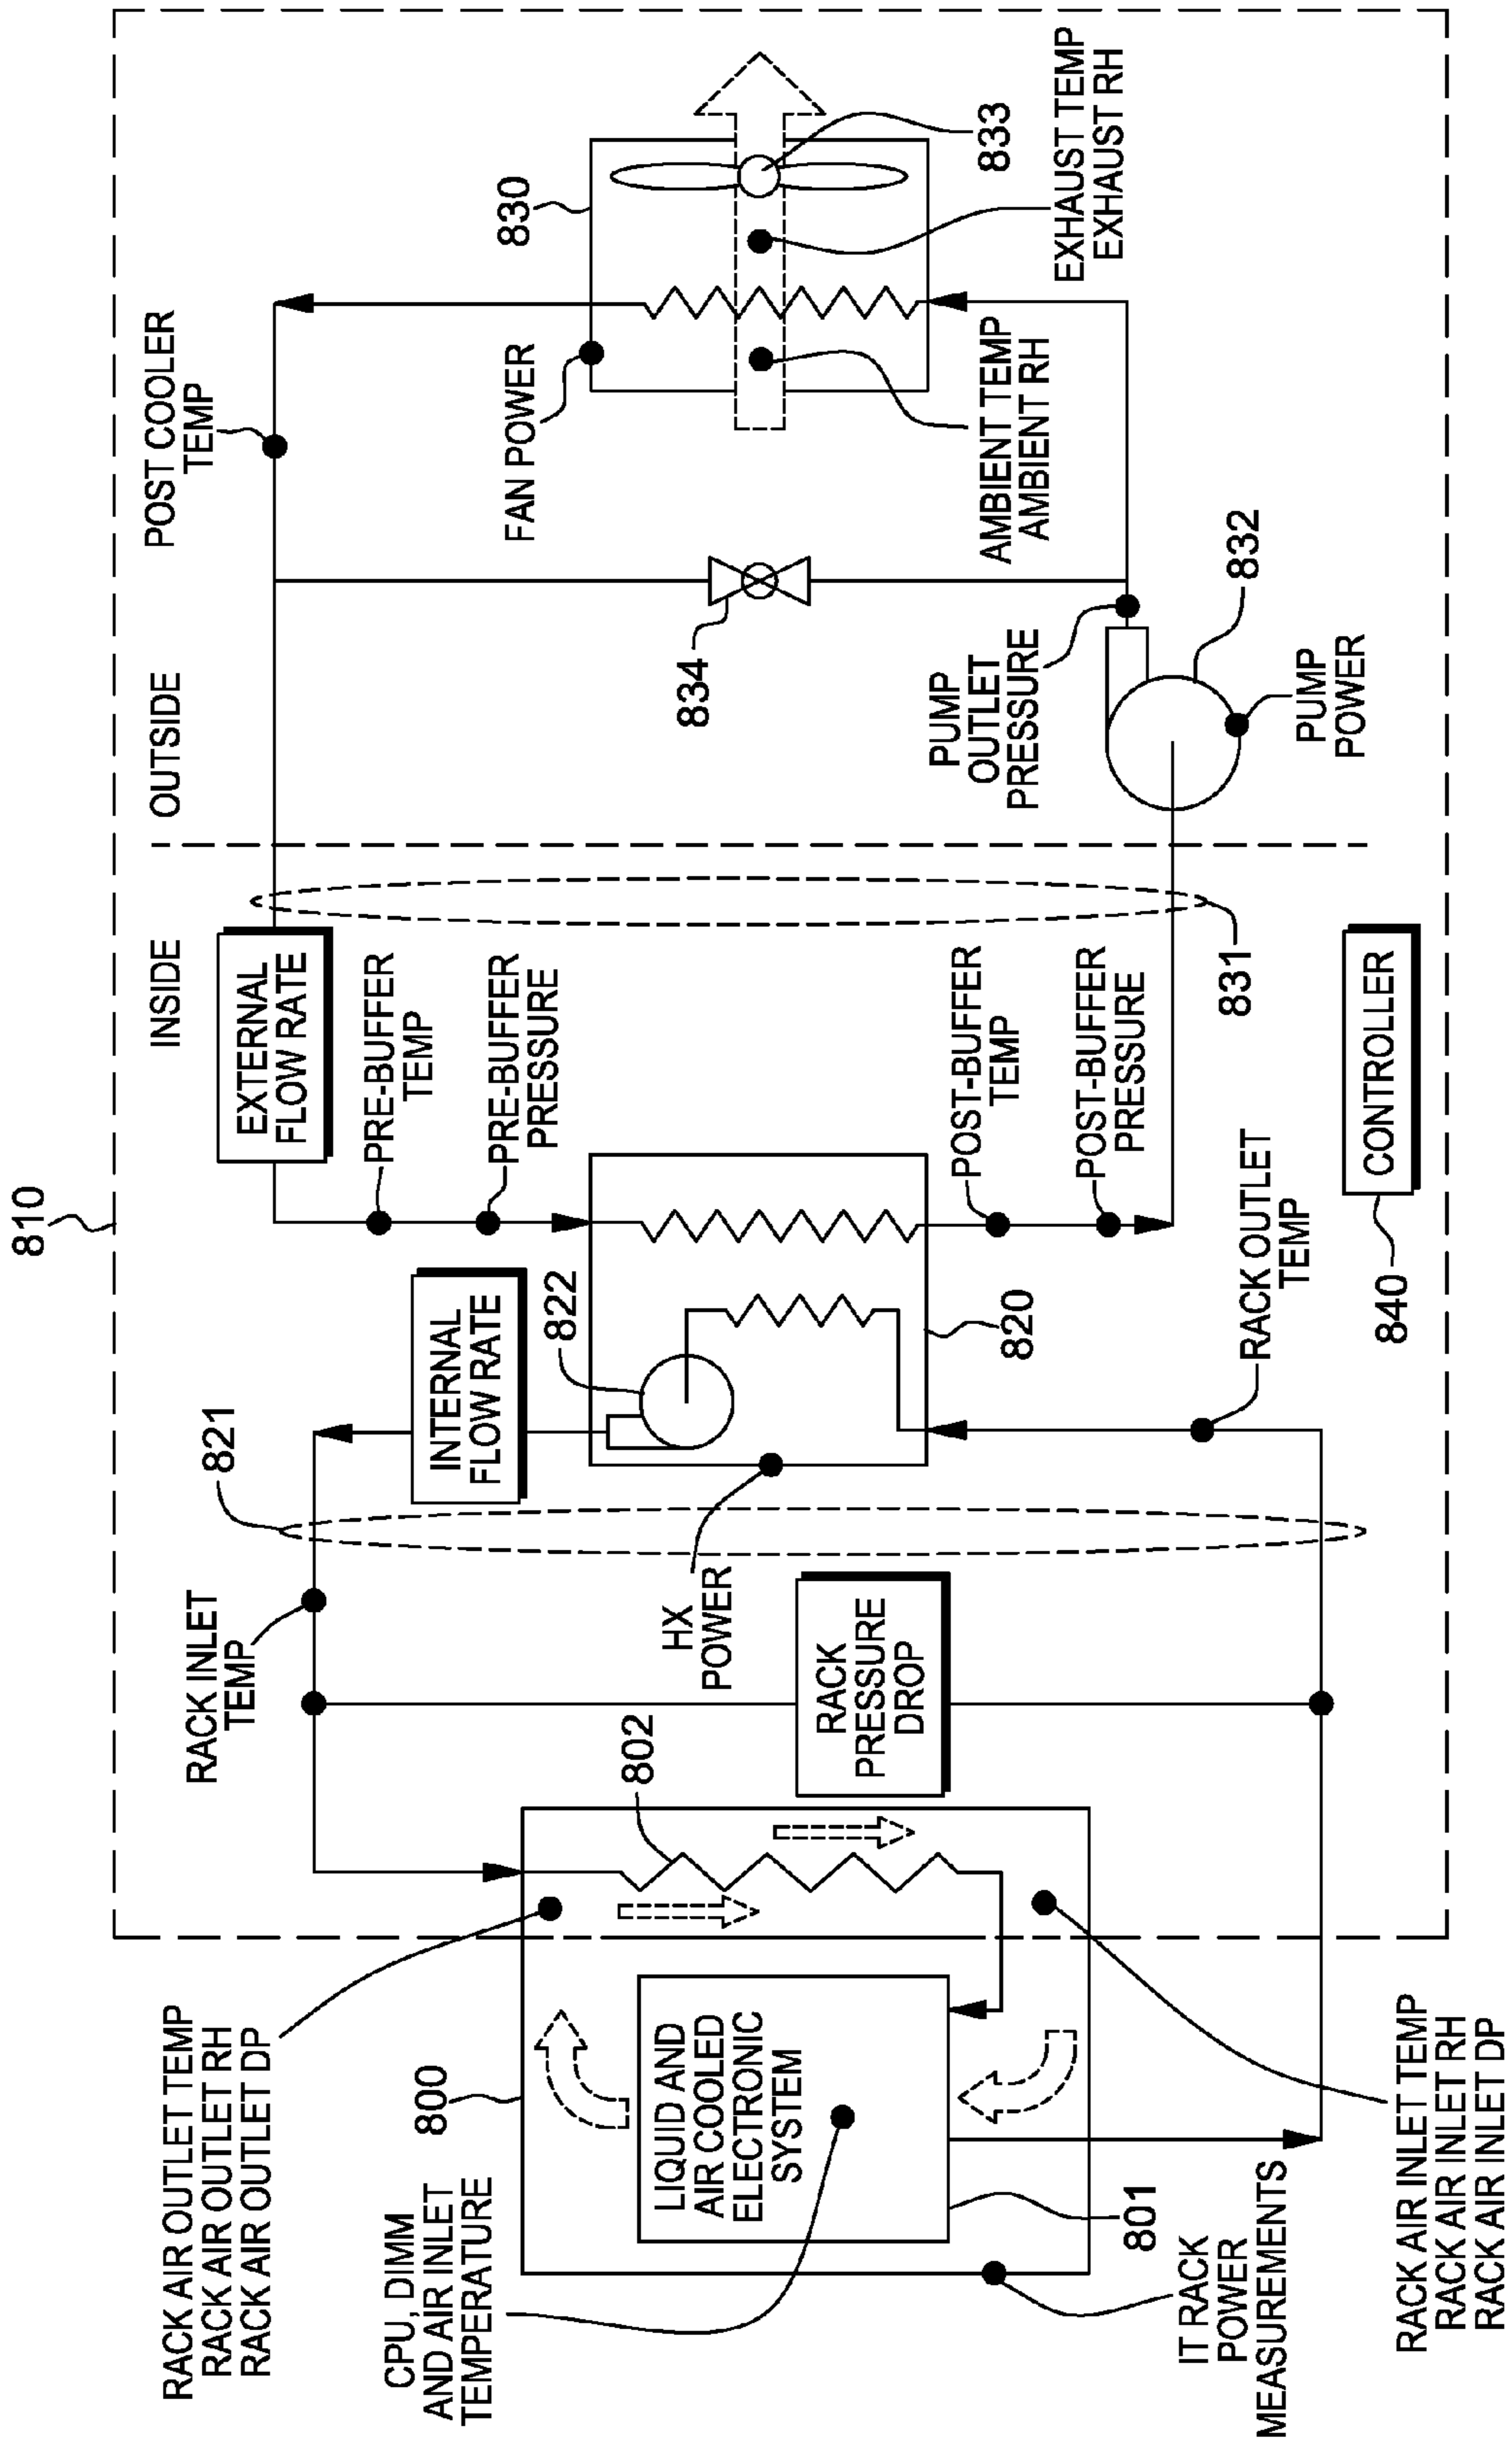 810
INSIDE
OUTSIDE
POST COOLER
TEMP
EXTERNAL
FLOW RATE
PRE-BUFFER
TEMP
PRE-BUFFER
PRESSURE
830
FAN POWER
833
EXHAUST TEMP
EXHAUST RH
AMBIENT TEMP
AMBIENT RH
834
PUMP
OUTLET
PRESSURE
832
PUMP
POWER
831
POST-BUFFER
TEMP
POST-BUFFER
PRESSURE
CONTROLLER
840
RACK OUTLET
TEMP
820
822
INTERNAL
FLOW RATE
821
HX
POWER
RACK INLET
TEMP
RACK
PRESSURE
DROP
802
RACK AIR OUTLET TEMP
RACK AIR OUTLET RH
RACK AIR OUTLET DP
800
LIQUID AND
AIR COOLED
ELECTRONIC
SYSTEM
CPU, DIMM
AND AIR INLET
TEMPERATURE
801
IT RACK
POWER
MEASUREMENTS
RACK AIR INLET TEMP
RACK AIR INLET RH
RACK AIR INLET DP